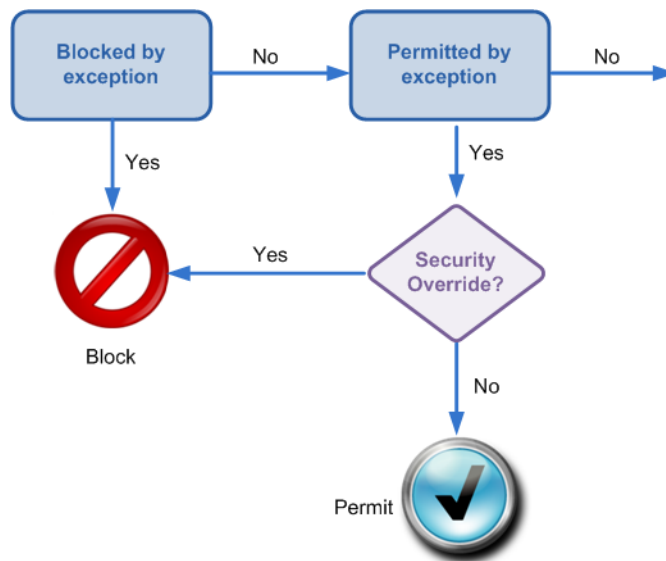 Blocked by
exception
No
Permitted by
exception
No
Yes
Yes
Yes
Security
Override?
Block
No
Permit